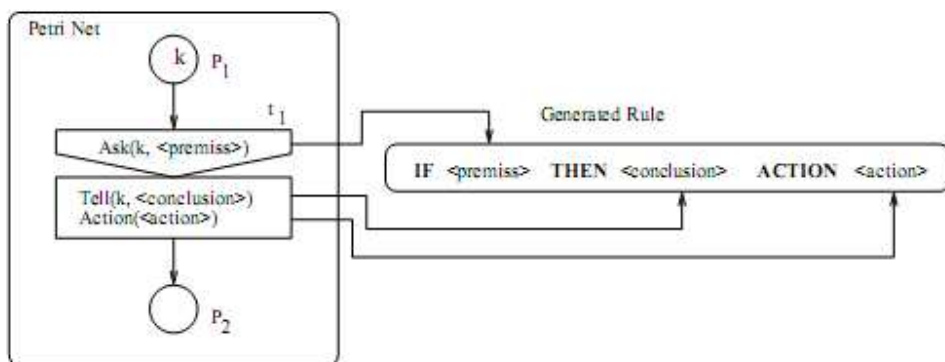 Petri Net
k P1
t1
Ask(k, <premiss>)
Tell(k, <conclusion>)
Action(<action>)
P2
Generated Rule
IF <premiss> THEN <conclusion> ACTION <action>